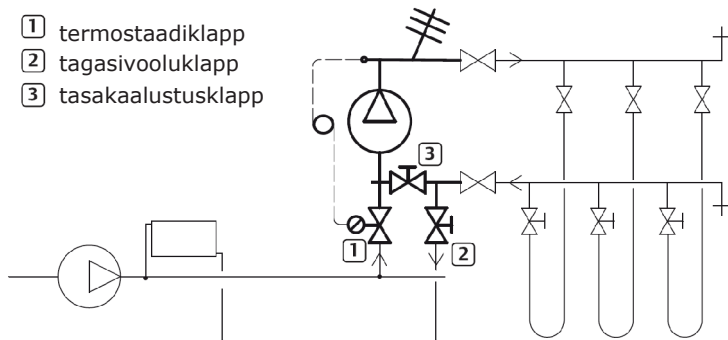 1 termostaadiklapp
2 tagasivooluklapp
3 tasakaalustusklapp
3
1
2